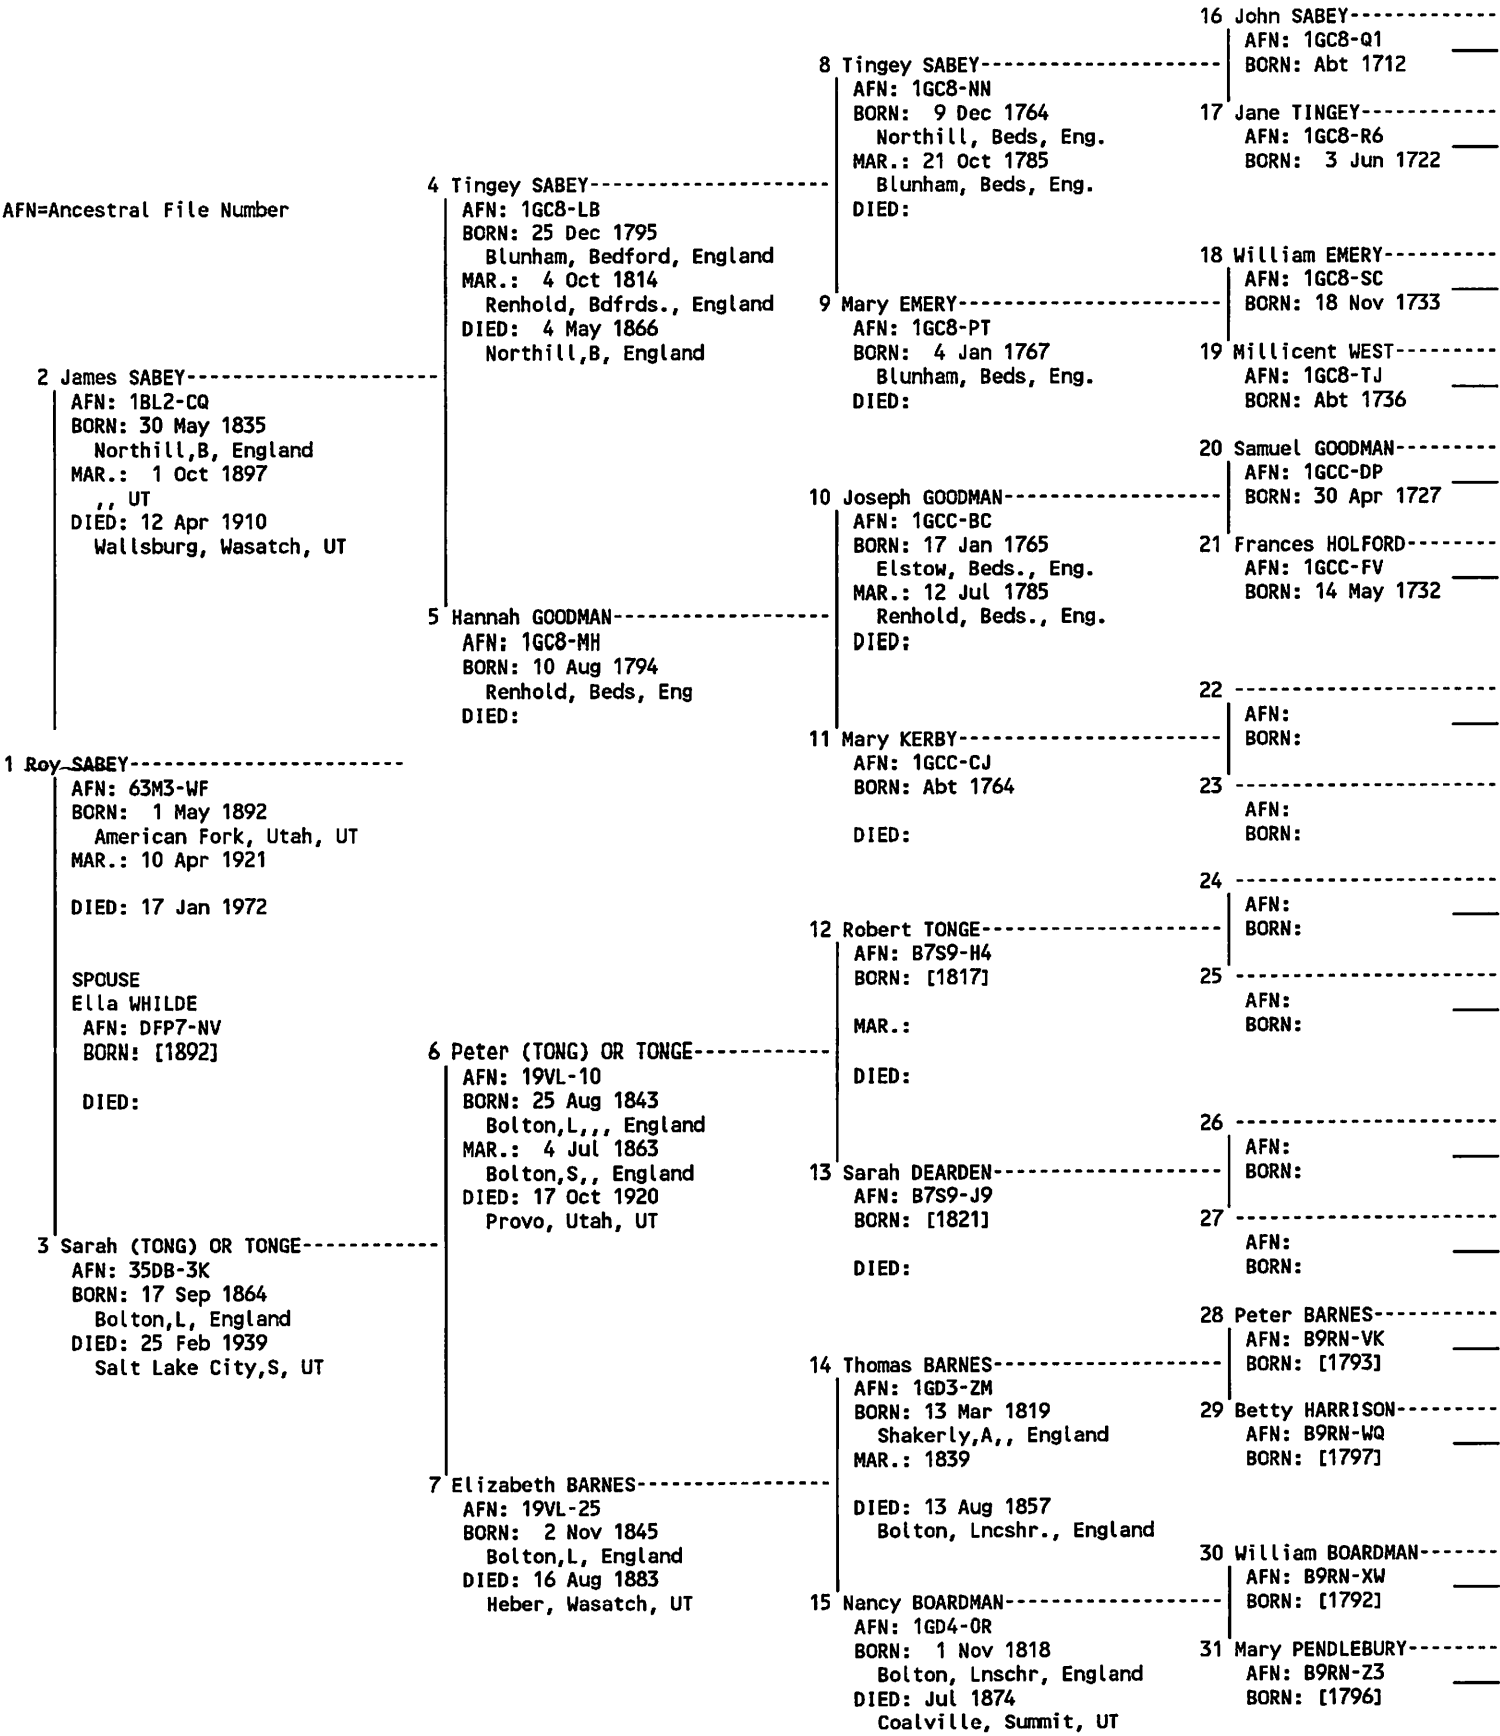 AFN=Ancestral File Number
1 Roy SABEY
AFN: 63M3-WF
BORN: 1 May 1892
American Fork, Utah, UT
MAR.: 10 Apr 1921
DIED: 17 Jan 1972
SPOUSE
Ella WHILDE
AFN: DFP7-NV
BORN: [1892]
DIED:
2 James SABEY
AFN: 1BL2-CQ
BORN: 30 May 1835
Northill,B, England
MAR.: 1 Oct 1897
,, UT
DIED: 12 Apr 1910
Wallsburg, Wasatch, UT
3 Sarah (TONG) OR TONGE
AFN: 35DB-3K
BORN: 17 Sep 1864
Bolton,L, England
DIED: 25 Feb 1939
Salt Lake City,S, UT
4 Tingey SABEY
AFN: 1GC8-LB
BORN: 25 Dec 1795
Blunham, Bedford, England
MAR.: 4 Oct 1814
Renhold, Bdfrds., England
DIED: 4 May 1866
Northill,B, England
5 Hannah GOODMAN
AFN: 1GC8-MH
BORN: 10 Aug 1794
Renhold, Beds, Eng
DIED:
6 Peter (TONG) OR TONGE
AFN: 19VL-10
BORN: 25 Aug 1843
Bolton,L,,, England
MAR.: 4 Jul 1863
Bolton,S,, England
DIED: 17 Oct 1920
Provo, Utah, UT
7 Elizabeth BARNES
AFN: 19VL-25
BORN: 2 Nov 1845
Bolton,L, England
DIED: 16 Aug 1883
Heber, Wasatch, UT
8 Tingey SABEY
AFN: 1GC8-NN
BORN: 9 Dec 1764
Northill, Beds, Eng.
MAR.: 21 Oct 1785
Blunham, Beds, Eng.
DIED:
9 Mary EMERY
AFN: 1GC8-PT
BORN: 4 Jan 1767
Blunham, Beds, Eng.
DIED:
10 Joseph GOODMAN
AFN: 1GCC-BC
BORN: 17 Jan 1765
Elstow, Beds., Eng.
MAR.: 12 Jul 1785
Renhold, Beds., Eng.
DIED:
11 Mary KERBY
AFN: 1GCC-CJ
BORN: Abt 1764
DIED:
12 Robert TONGE
AFN: B7S9-H4
BORN: [1817]
MAR.:
DIED:
13 Sarah DEARDEN
AFN: B7S9-J9
BORN: [1821]
DIED:
14 Thomas BARNES
AFN: 1GD3-ZM
BORN: 13 Mar 1819
Shakerly,A,, England
MAR.: 1839
DIED: 13 Aug 1857
Bolton, Lncshr., England
15 Nancy BOARDMAN
AFN: 1GD4-0R
BORN: 1 Nov 1818
Bolton, Lnschr, England
DIED: Jul 1874
Coalville, Summit, UT
16 John SABEY
AFN: 1GC8-Q1
BORN: Abt 1712
17 Jane TINGEY
AFN: 1GC8-R6
BORN: 3 Jun 1722
18 William EMERY
AFN: 1GC8-SC
BORN: 18 Nov 1733
19 Millicent WEST
AFN: 1GC8-TJ
BORN: Abt 1736
20 Samuel GOODMAN
AFN: 1GCC-DP
BORN: 30 Apr 1727
21 Frances HOLFORD
AFN: 1GCC-FV
BORN: 14 May 1732
22
AFN:
BORN:
23
AFN:
BORN:
24
AFN:
BORN:
25
AFN:
BORN:
26
AFN:
BORN:
27
AFN:
BORN:
28 Peter BARNES
AFN: B9RN-VK
BORN: [1793]
29 Betty HARRISON
AFN: B9RN-WQ
BORN: [1797]
30 William BOARDMAN
AFN: B9RN-XW
BORN: [1792]
31 Mary PENDLEBURY
AFN: B9RN-Z3
BORN: [1796]